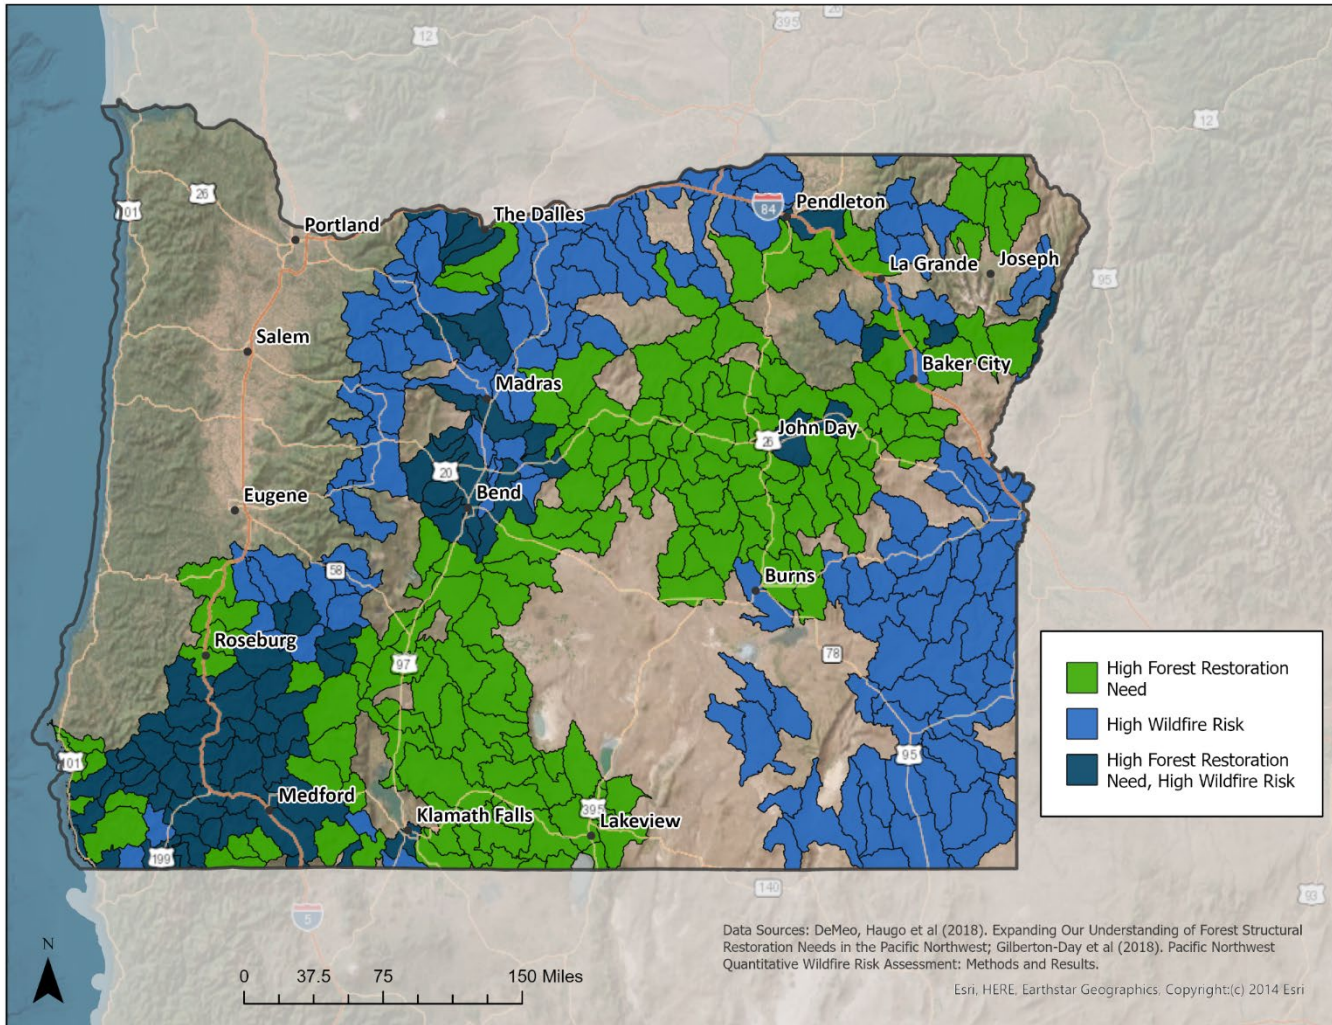 26
395
12
12
26
101
Portland
The Dalles
84
Pendleton
La Grande
Joseph
95
Salem
Madras
Baker City
John Day
26
20
Bend
Eugene
58
Burns
Roseburg
97
78
95
101
Medford
Klamath Falls
395
Lakeview
199
5
140
93
High Forest Restoration
Need
High Wildfire Risk
High Forest Restoration
Need, High Wildfire Risk
N
0 37.5 75 150 Miles
Data Sources: DeMeo, Haugo et al (2018). Expanding Our Understanding of Forest Structural
Restoration Needs in the Pacific Northwest; Gilberton-Day et al (2018). Pacific Northwest
Quantitative Wildfire Risk Assessment: Methods and Results.
Esri, HERE, Earthstar Geographics, Copyright:(c) 2014 Esri